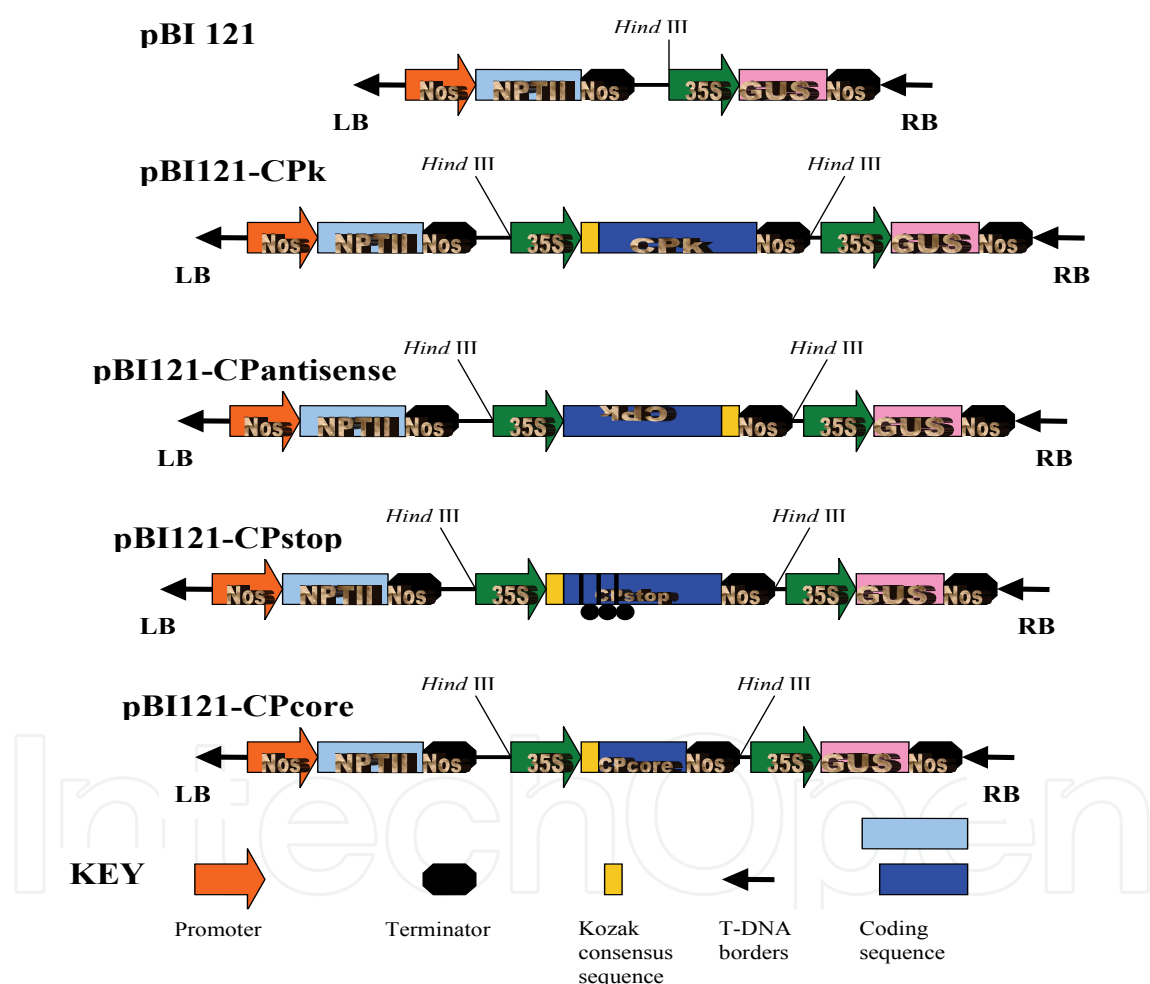 pBI 121
Hind III
Nos NPTII Nos 35S GUS Nos
LB RB
pBI121-CPk
Hind III Hind III
Nos NPTII Nos 35S CPk Nos 35S GUS Nos
LB RB
pBI121-CPantisense
Hind III Hind III
Nos NPTII Nos 35S CPk Nos 35S GUS Nos
LB RB
pBI121-CPstop
Hind III Hind III
Nos NPTII Nos 35S CPstop Nos 35S GUS Nos
LB RB
pBI121-CPcore
Hind III Hind III
Nos NPTII Nos 35S CPcore Nos 35S GUS Nos
LB RB
IntechOpen
KEY
Promoter Terminator Kozak T-DNA Coding
consensus borders sequence
sequence